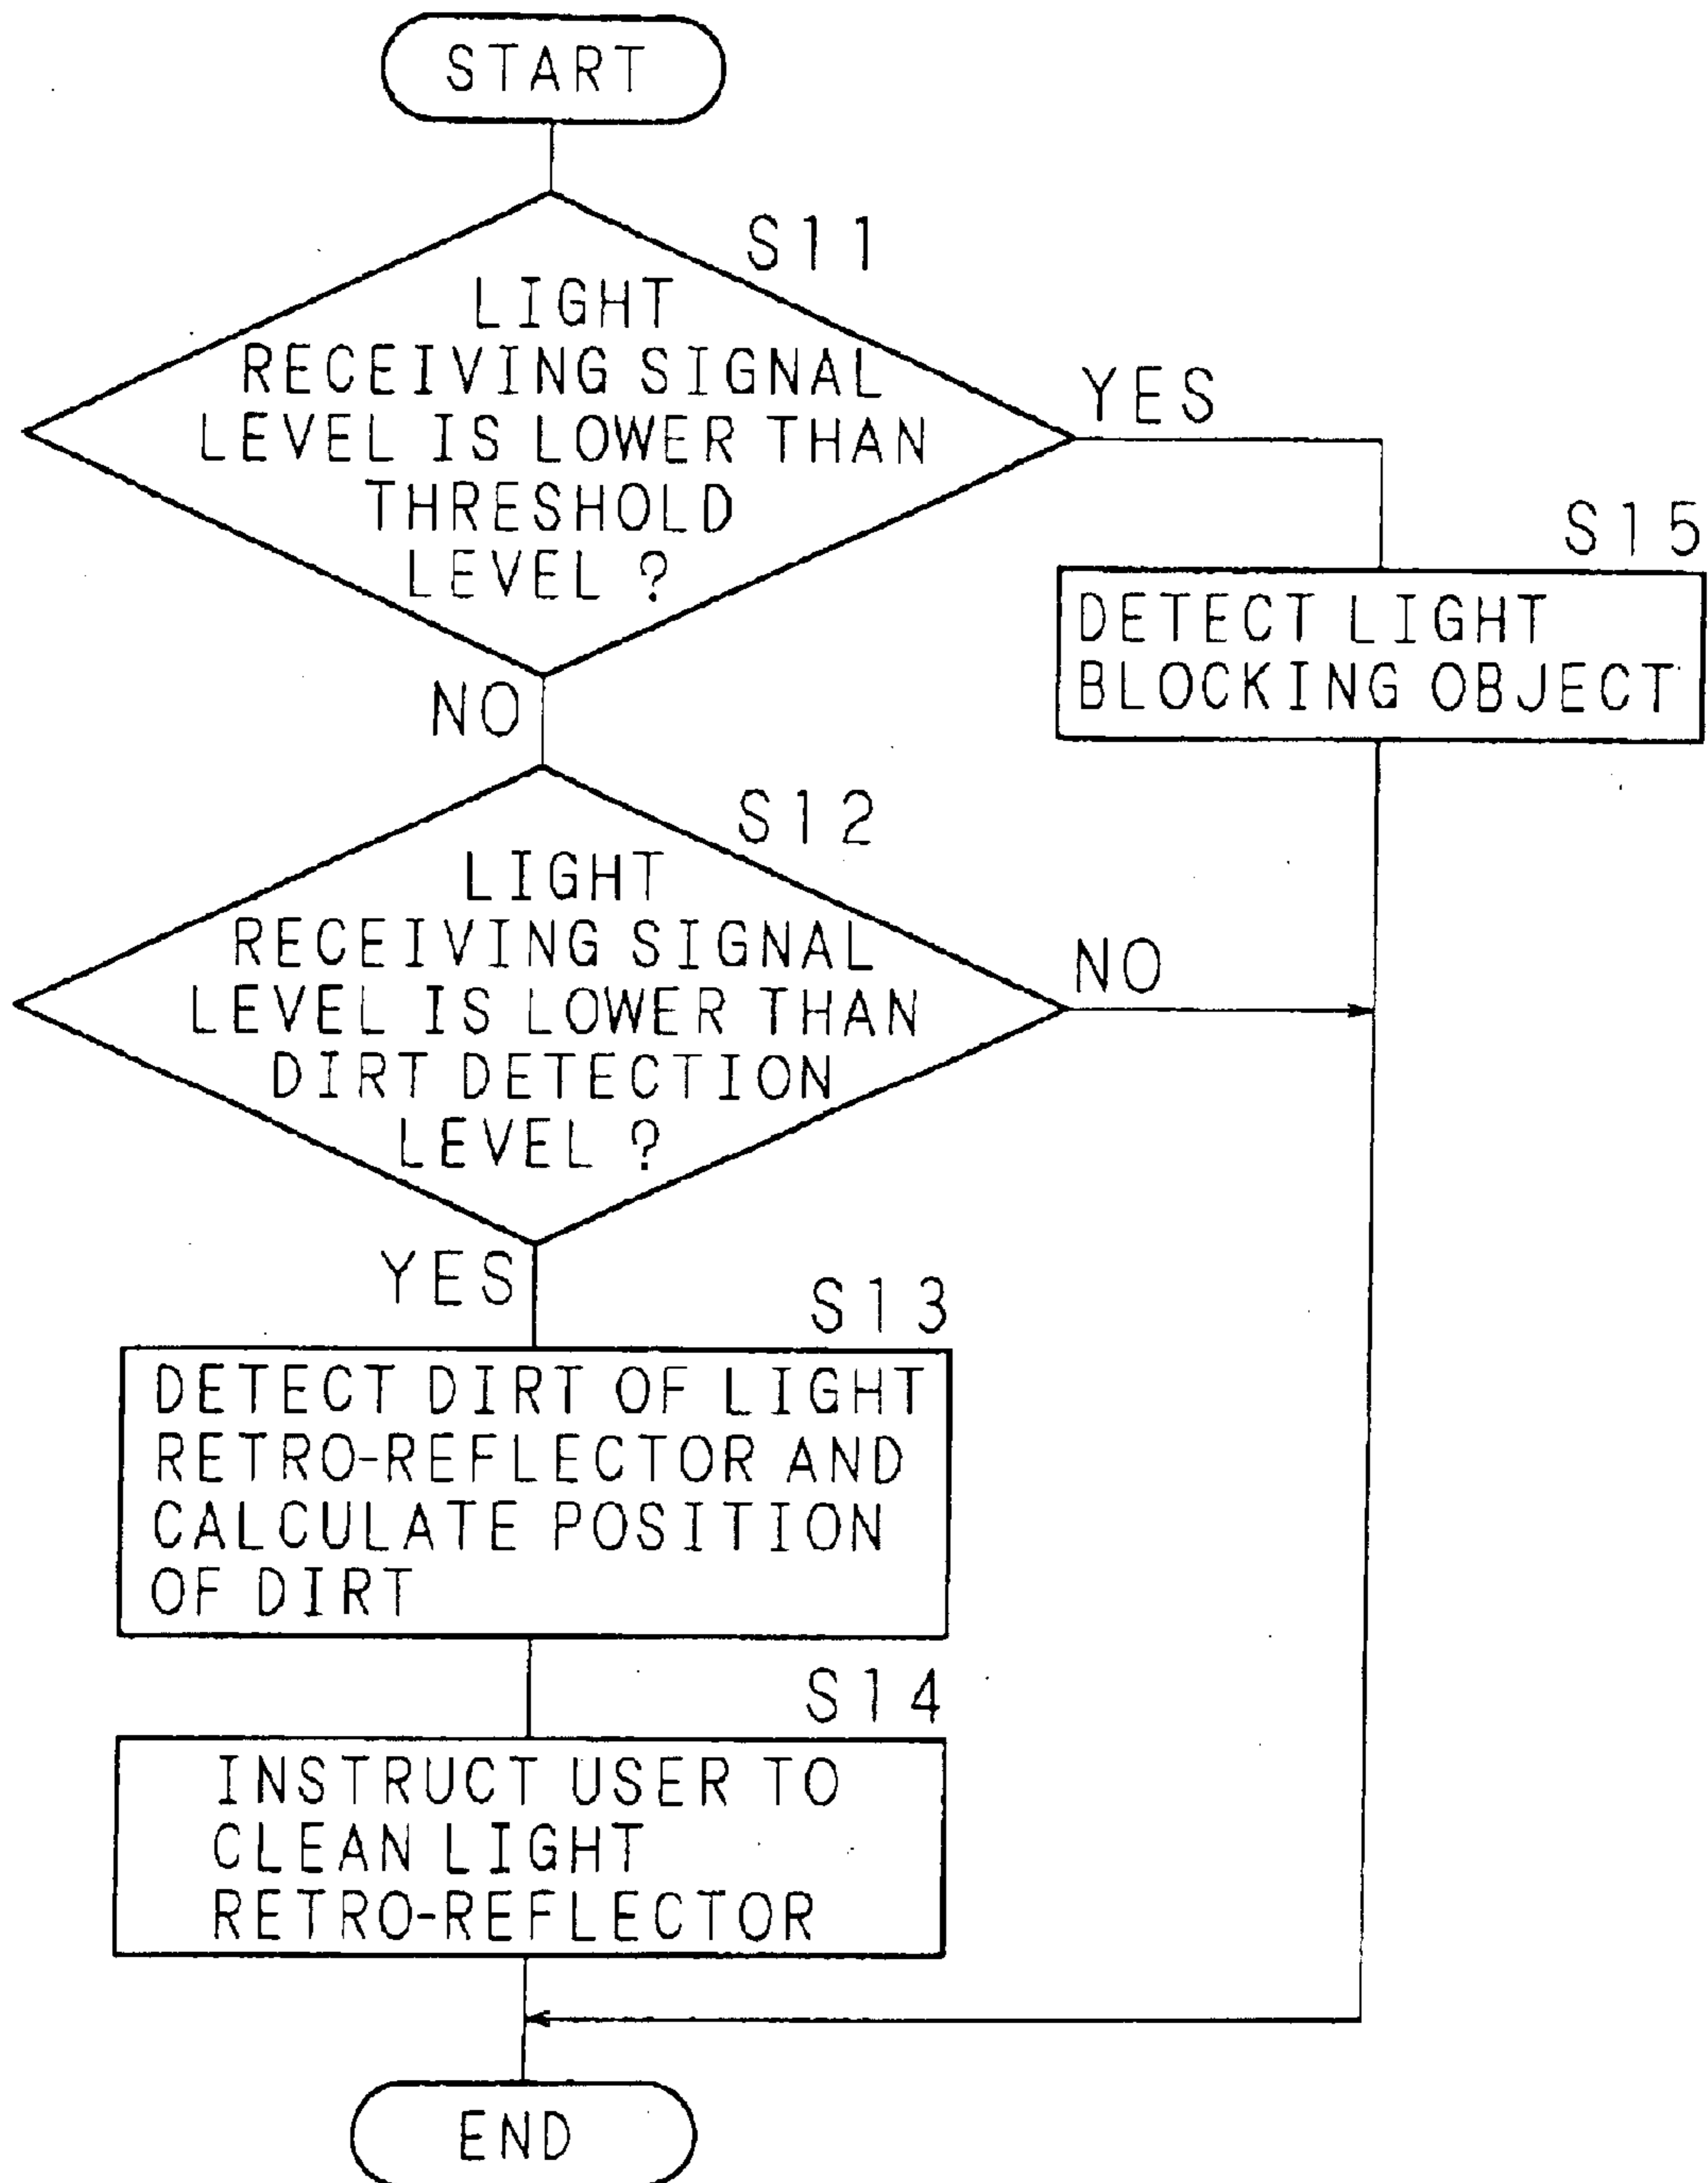 START
S11
LIGHT
RECEIVING SIGNAL
LEVEL IS LOWER THAN
THRESHOLD
LEVEL ?
YES
NO
S15
DETECT LIGHT
BLOCKING OBJECT
S12
LIGHT
RECEIVING SIGNAL
LEVEL IS LOWER THAN
DIRT DETECTION
LEVEL ?
NO
YES
S13
DETECT DIRT OF LIGHT
RETRO-REFLECTOR AND
CALCULATE POSITION
OF DIRT
S14
INSTRUCT USER TO
CLEAN LIGHT
RETRO-REFLECTOR
END